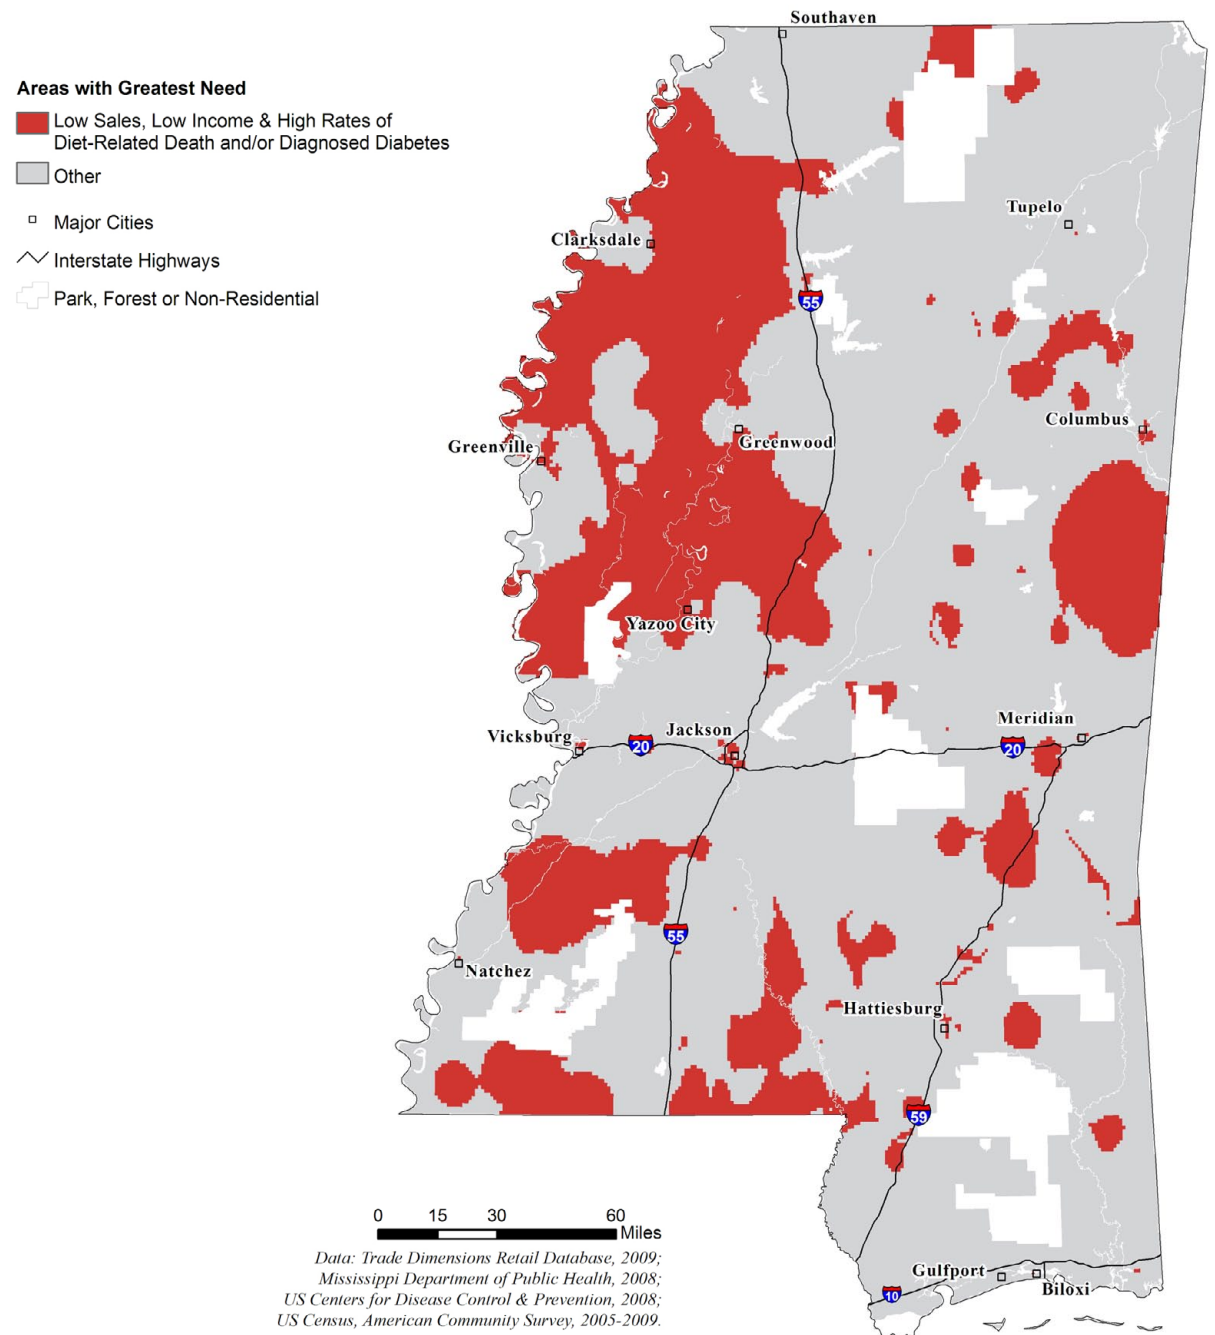 Southaven
Areas with Greatest Need
Low Sales, Low Income & High Rates of
Diet-Related Death and/or Diagnosed Diabetes
Other
Major Cities
Interstate Highways
Park, Forest or Non-Residential
Tupelo
Clarksdale
55
Columbus
Greenville
Greenwood
Yazoo City
Meridian
Jackson
Vicksburg
20
20
55
Natchez
Hattiesburg
59
0 15 30 60
Miles
Data: Trade Dimensions Retail Database, 2009;
Mississippi Department of Public Health, 2008;
US Centers for Disease Control & Prevention, 2008;
US Census, American Community Survey, 2005-2009.
Gulfport
Biloxi
10